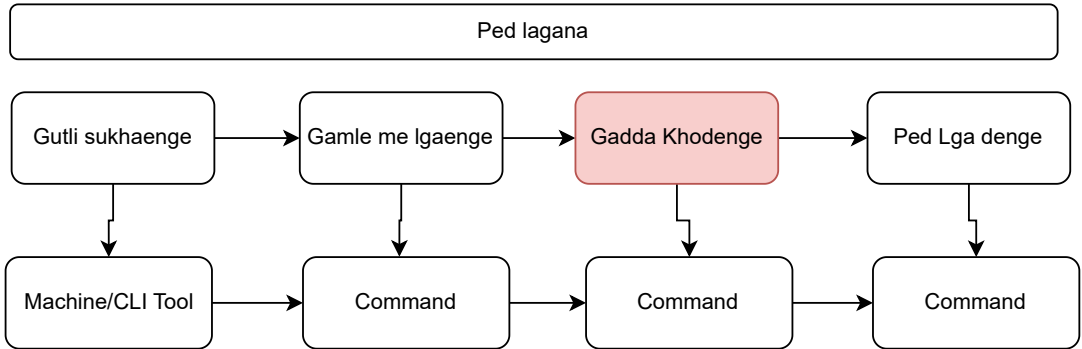 Ped lagana
Gutli sukhaenge
Gamle me lgaenge
Gadda Khodenge
Ped Lga denge
Machine/CLI Tool
Command
Command
Command